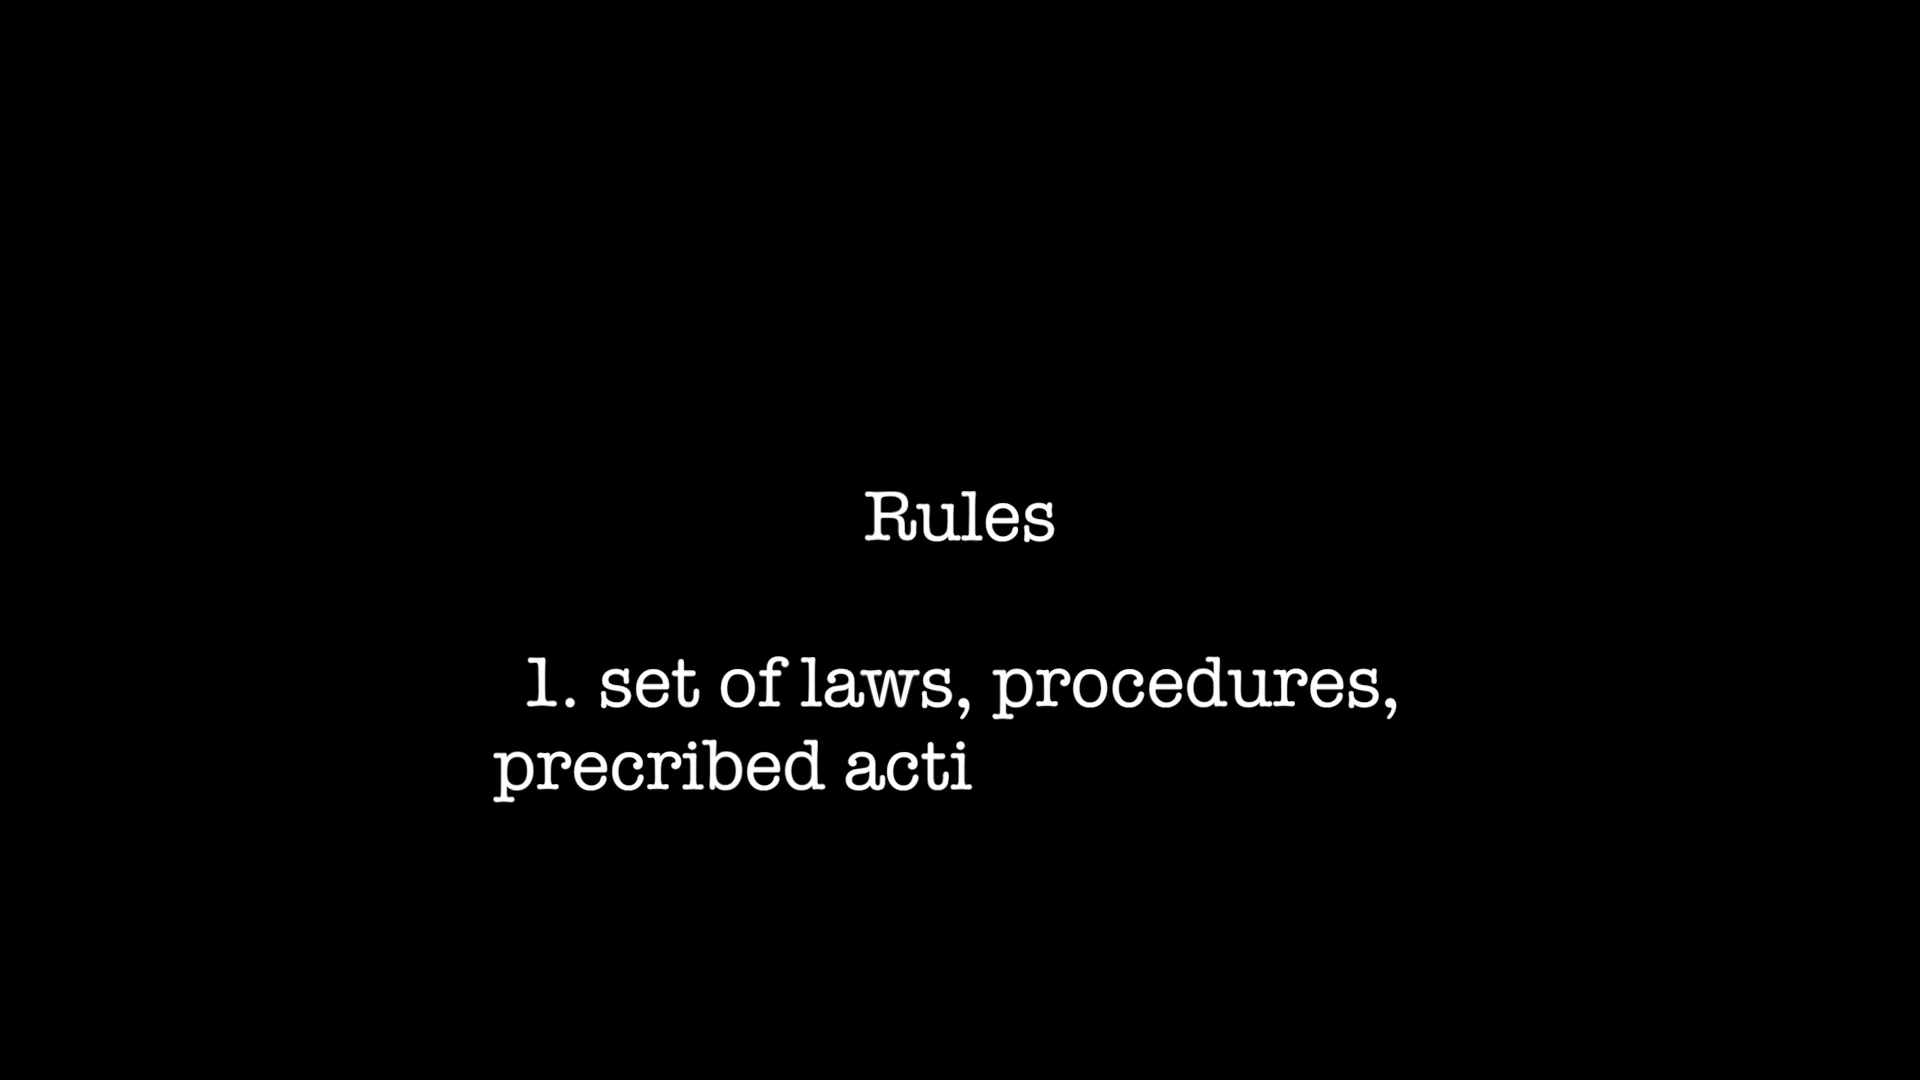 Rules
1. set of laws, procedures,
precribed acti